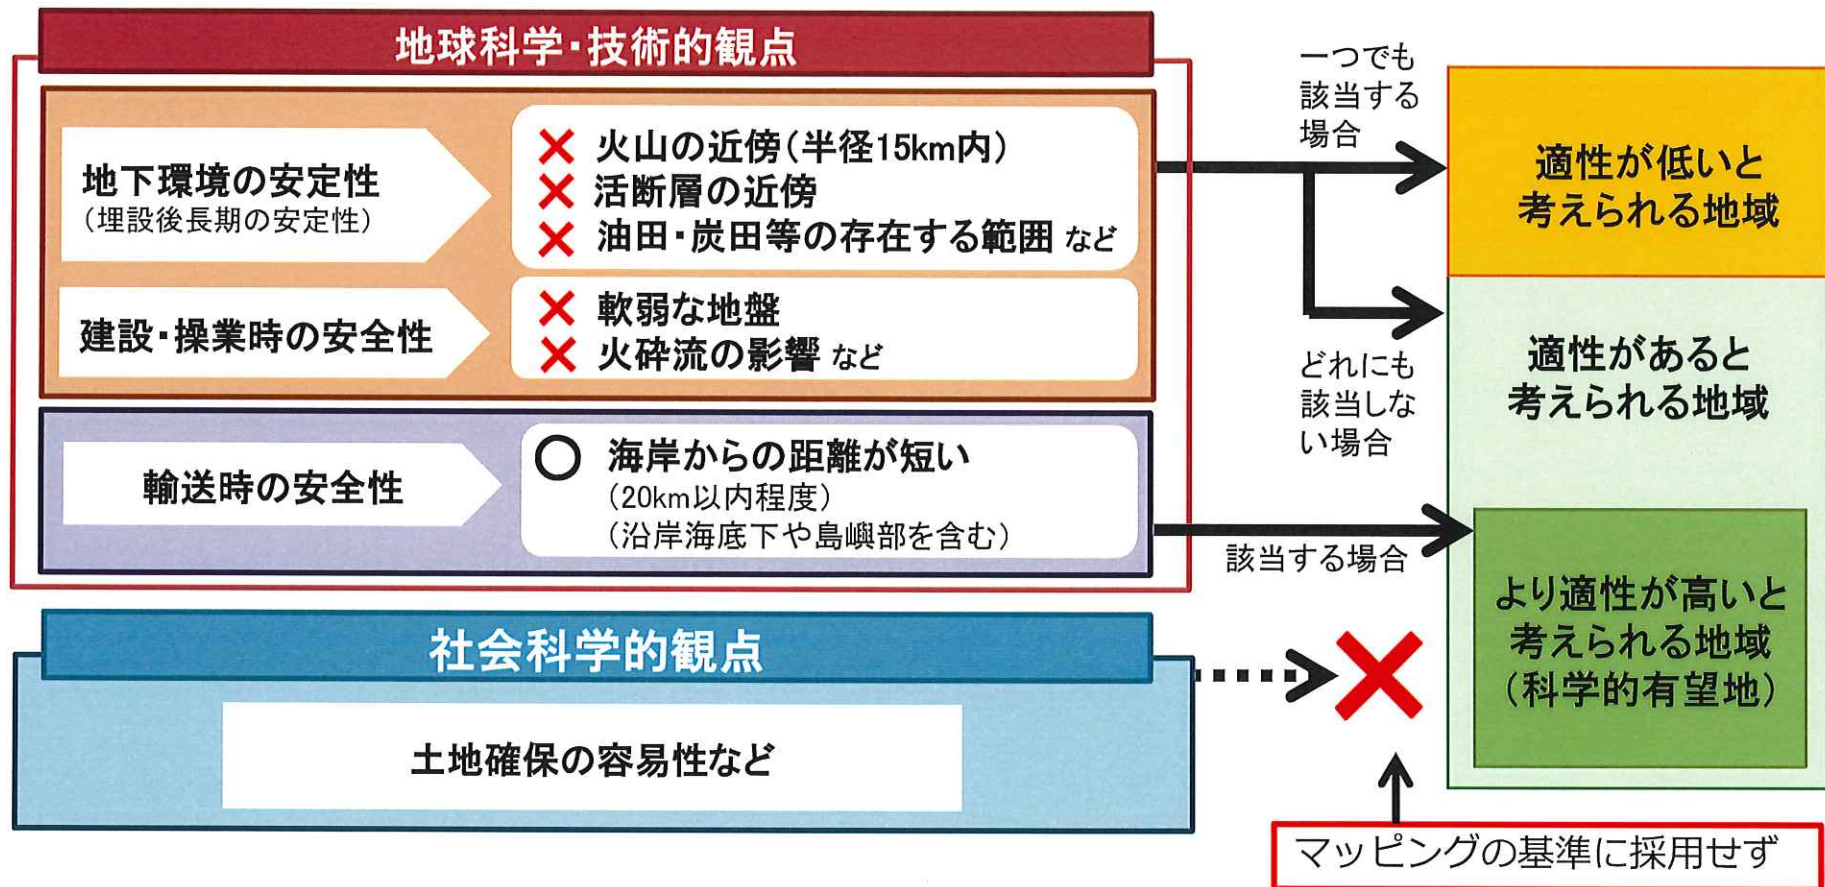 地球科学・技術的観点
地下環境の安定性
(埋設後長期の安定性)
× 火山の近傍(半径15km内)
× 活断層の近傍
× 油田・炭田等の存在する範囲 など
建設・操業時の安全性
× 軟弱な地盤
× 火砕流の影響 など
輸送時の安全性
○ 海岸からの距離が短い
(20km以内程度)
(沿岸海底下や島嶼部を含む)
社会科学的観点
土地確保の容易性など
一つでも
該当する
場合
どれにも
該当しな
い場合
該当する場合
適性が低いと
考えられる地域
適性があると
考えられる地域
より適性が高いと
考えられる地域
(科学的有望地)
マッピングの基準に採用せず